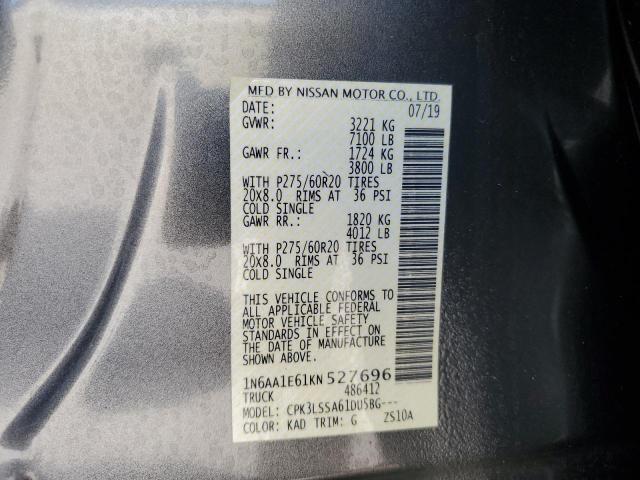 MFD BY NISSAN MOTOR CO., LTD.
DATE: 07/19
GVWR: 3221 KG
7100 LB
GAWR FR.: 1724 KG
3800 LB
WITH P275/60R20 TIRES
20X8.0 RIMS AT 36 PSI
COLD SINGLE
GAWR RR.: 1820 KG
4012 LB
WITH P275/60R20 TIRES
20X8.0 RIMS AT 36 PSI
COLD SINGLE
THIS VEHICLE CONFORMS TO
ALL APPLICABLE FEDERAL
MOTOR VEHICLE SAFETY
STANDARDS IN EFFECT ON
THE DATE OF MANUFACTURE
SHOWN ABOVE.
1N6AA1E61KN 527696
TRUCK 486412
MODEL: CPK3LSSA61DU5BG---
COLOR: KAD TRIM: G ZS10A